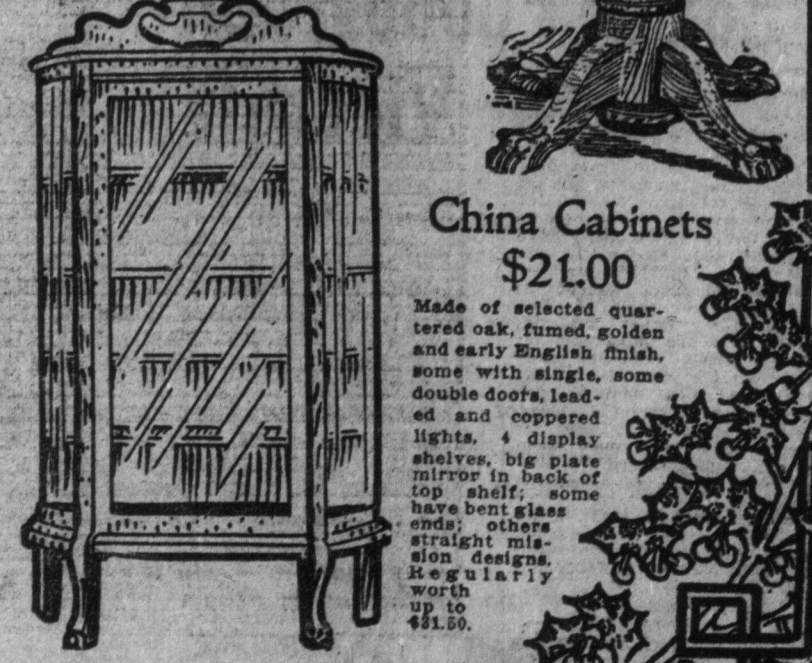 China Cabinets
$21.00
Made of selected quar-
tered oak, fumed, golden
and early English finish,
some with single, some
double doors, lead-
ed and coppered
lights, 4 display
shelves, big plate
mirror in back of
top shelf; some
have bent glass
ends; others
straight mis-
sion designs.
Regularly
worth
up to
$31.50.